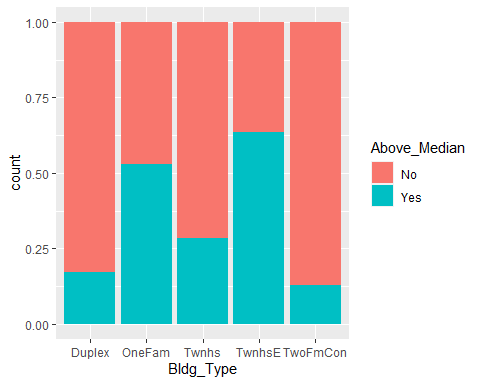 1.00
0.75
0.50
0.25
0.00
count
Duplex OneFam Twnhs TwnhsE TwoFmCon
Bldg_Type
Above_Median
No
Yes